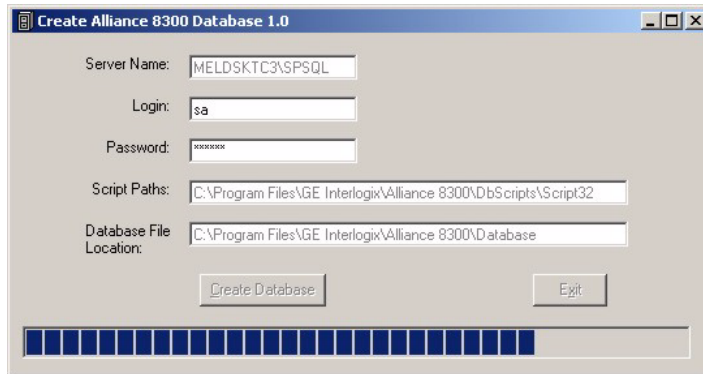 Create Alliance 8300 Database 1.0
Server Name: MELDSKTC3\SPSQL
Login: sa
Password: ******
Script Paths: C:\Program Files\GE Interlogix\Alliance 8300\DbScripts\Script32
Database File
Location: C:\Program Files\GE Interlogix\Alliance 8300\Database
Create Database Exit